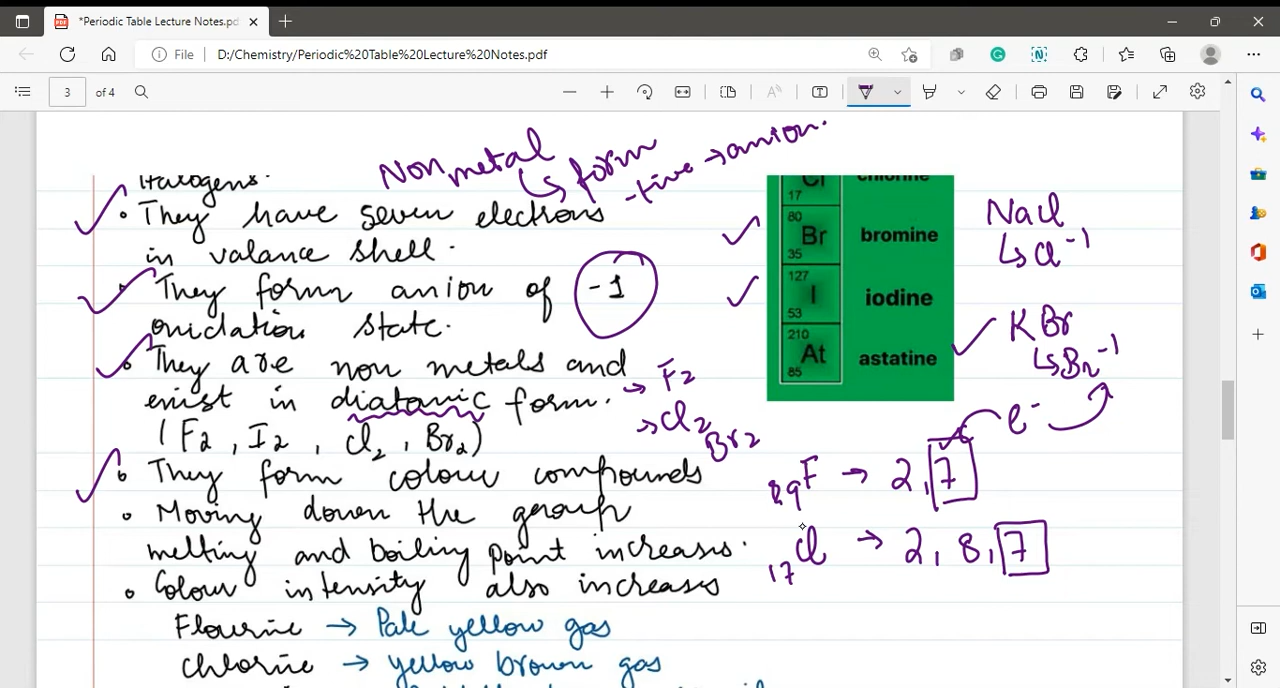 *Periodic Table Lecture Notes.pdf
File D:/Chemistry/Periodic%20Table%20Lecture%20Notes.pdf
3 of 4
Non metal
form
-tive → anion.
Halogens.
• They have seven electrons
in valance shell.
• They form anion of -1
oxidation state.
• They are non metals and
exist in diatomic form.
(F2, I2, Cl2, Br2)
→ F2
→ Cl2
Br2
• They form colour compounds
• Moving down the group
melting and boiling point increases.
• Colour intensity also increases
Flourine → Pale yellow gas
Chlorine → yellow brown gas
Cl chlorine
17
80
Br bromine
35
127
I iodine
53
210
At astatine
85
NaCl
↳ Cl-1
KBr
↳ Br-1
e-
9F → 2, 7
17Cl → 2, 8, 7